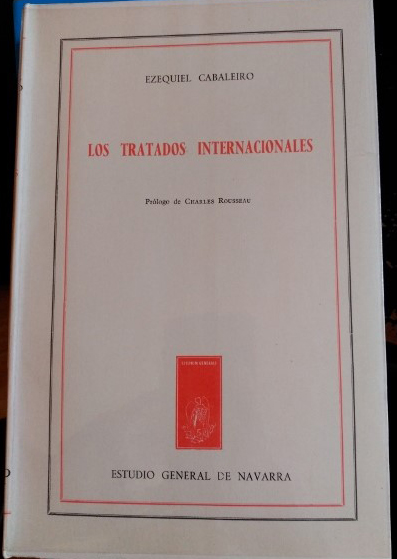 EZEQUIEL CABALEIRO
LOS TRATADOS INTERNACIONALES
Prólogo de CHARLES ROUSSEAU
ESTUDIO GENERAL DE NAVARRA